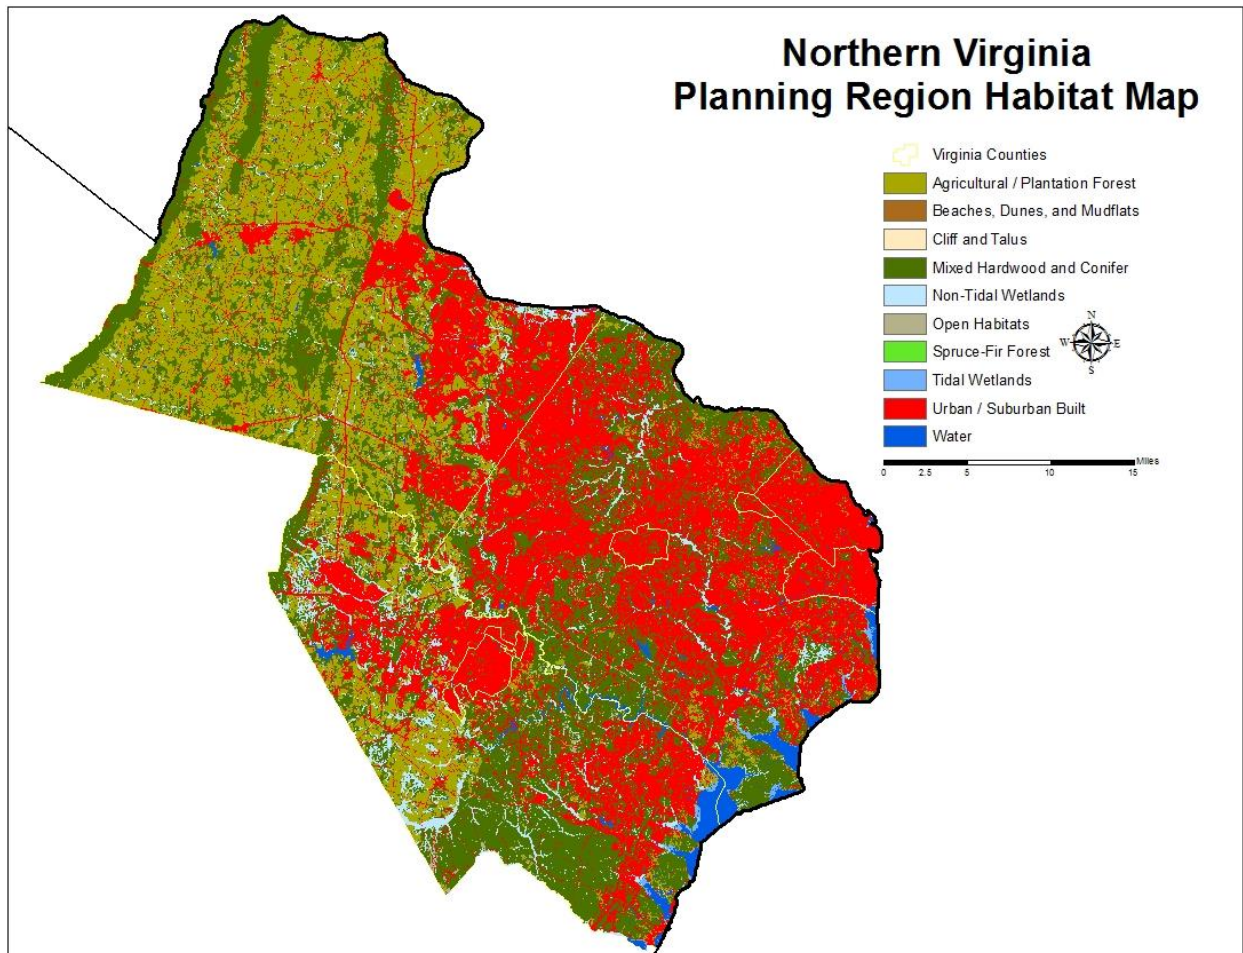 Northern Virginia
Planning Region Habitat Map
Virginia Counties
Agricultural / Plantation Forest
Beaches, Dunes, and Mudflats
Cliff and Talus
Mixed Hardwood and Conifer
Non-Tidal Wetlands
Open Habitats
Spruce-Fir Forest
Tidal Wetlands
Urban / Suburban Built
Water
N
W E
S
Miles
0 2.5 5 10 15